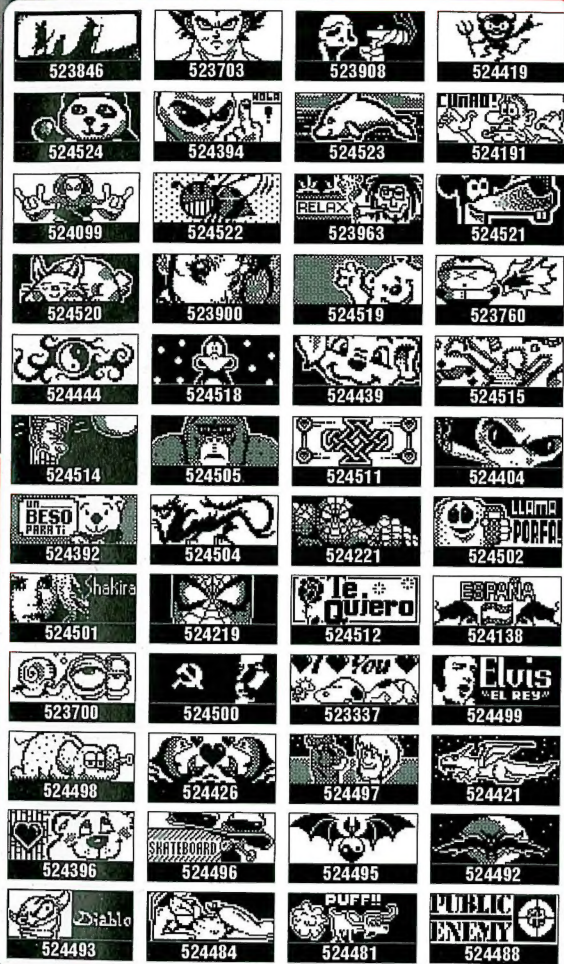 523846
523703
523908
524419
524524
HOLA
!
524394
524523
CUÑAO!
524191
524099
524522
RELAX
523963
524521
524520
523900
524519
523760
524444
524518
524439
524515
524514
524505
524511
524404
UN
BESO
PARA TI
524392
524504
524221
LLAMA
PORFA!
524502
Shakira
524501
524219
Te
Quiero
524512
ESPAÑA
524138
523700
524500
I ♥ You ♥
523337
Elvis
"EL REY"
524499
524498
524426
524497
524421
524396
SKATEBOARD
524496
524495
524492
Diablo
524493
524484
PUFF!!
524481
PUBLIC
ENEMY
524488